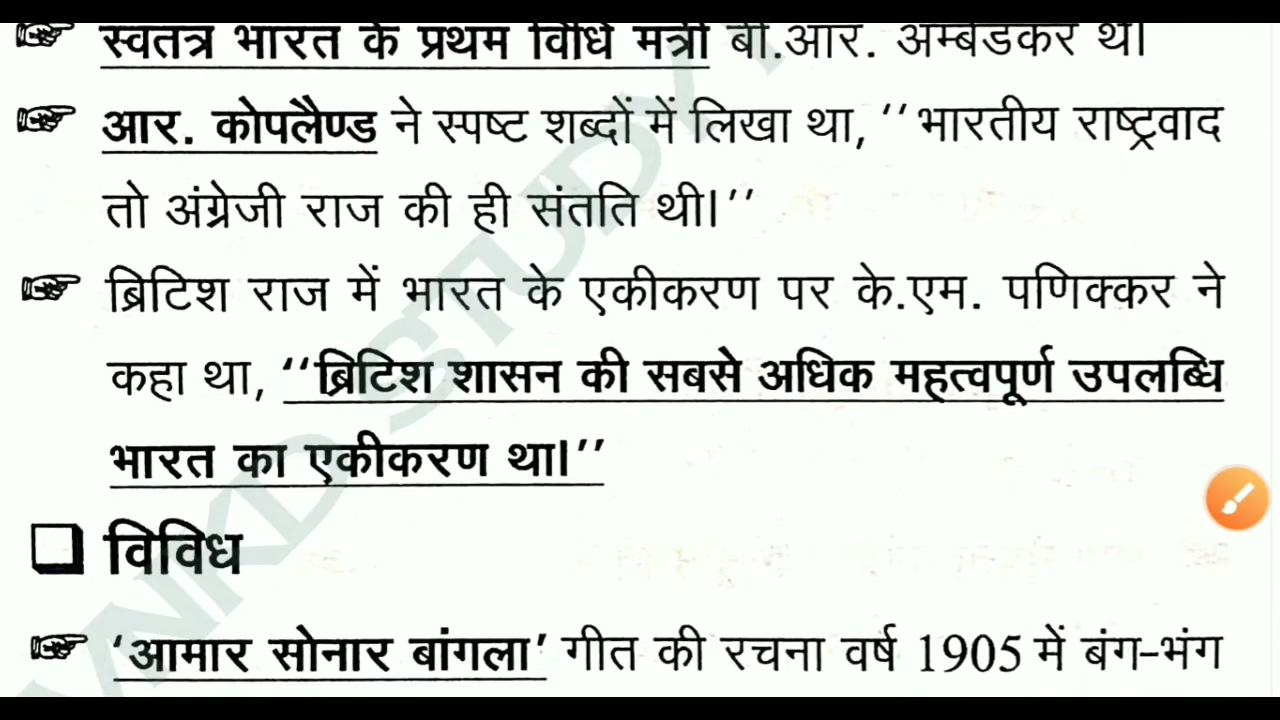 ☞ स्वतंत्र भारत के प्रथम विधि मंत्री बी.आर. अम्बेडकर थे।
☞ आर. कोपलैण्ड ने स्पष्ट शब्दों में लिखा था, ‘‘भारतीय राष्ट्रवाद
तो अंग्रेजी राज की ही संतति थी।’’
☞ ब्रिटिश राज में भारत के एकीकरण पर के.एम. पणिक्कर ने
कहा था, ‘‘ब्रिटिश शासन की सबसे अधिक महत्वपूर्ण उपलब्धि
भारत का एकीकरण था।’’
❑ विविध
☞ ‘आमार सोनार बांगला’ गीत की रचना वर्ष 1905 में बंग-भंग